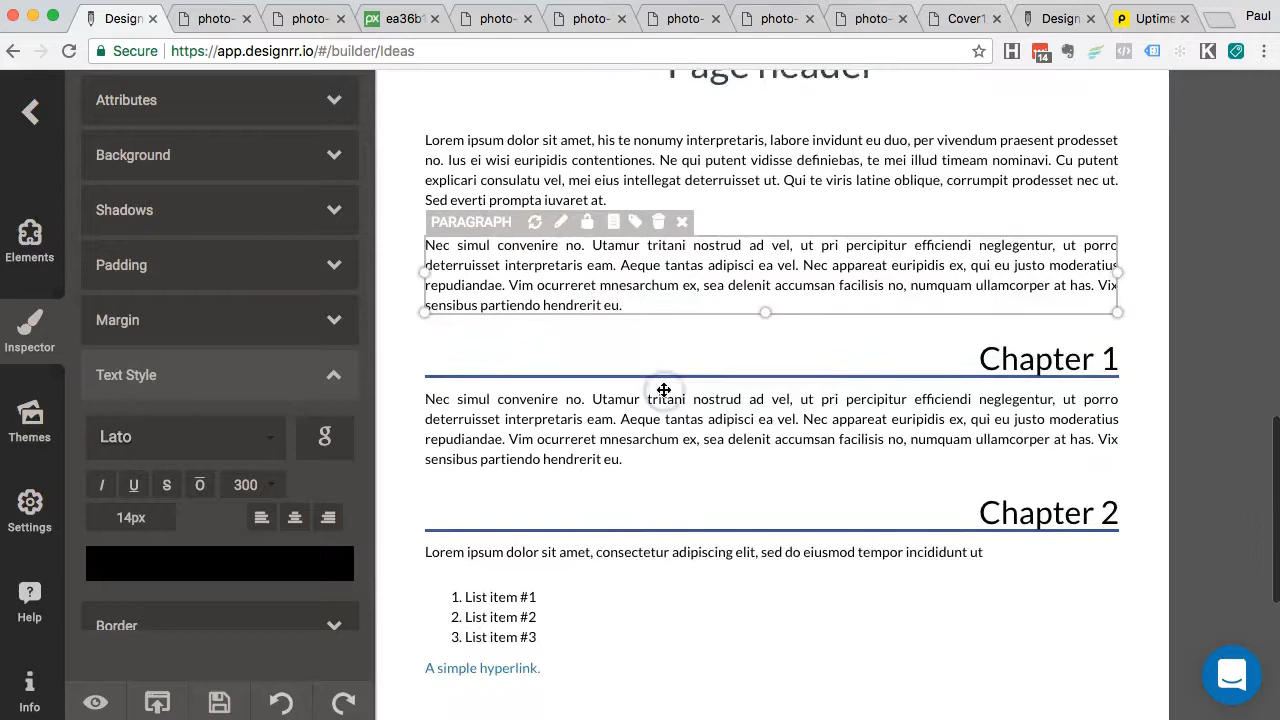 Design
photo-
photo-
ea36b1
photo-
photo-
photo-
photo-
photo-
Cover1
Design
Uptime
Paul
Secure
https://app.designrr.io/#/builder/Ideas
14
Page header
Attributes
Background
Shadows
Padding
Margin
Text Style
Lato
g
I U S O 300
14px
Border
Elements
Inspector
Themes
Settings
Help
Info
Lorem ipsum dolor sit amet, his te nonumy interpretaris, labore invidunt eu duo, per vivendum praesent prodesset
no. Ius ei wisi euripidis contentiones. Ne qui putent vidisse definiebas, te mei illud timeam nominavi. Cu putent
explicari consulatu vel, mei eius intellegat deterruisset ut. Qui te viris latine oblique, corrumpit prodesset nec ut.
Sed everti prompta iuvaret at.
PARAGRAPH
Nec simul convenire no. Utamur tritani nostrud ad vel, ut pri percipitur efficiendi neglegentur, ut porro
deterruisset interpretaris eam. Aeque tantas adipisci ea vel. Nec appareat euripidis ex, qui eu justo moderatius
repudiandae. Vim ocurreret mnesarchum ex, sea delenit accumsan facilisis no, numquam ullamcorper at has. Vix
sensibus partiendo hendrerit eu.
Chapter 1
Nec simul convenire no. Utamur tritani nostrud ad vel, ut pri percipitur efficiendi neglegentur, ut porro
deterruisset interpretaris eam. Aeque tantas adipisci ea vel. Nec appareat euripidis ex, qui eu justo moderatius
repudiandae. Vim ocurreret mnesarchum ex, sea delenit accumsan facilisis no, numquam ullamcorper at has. Vix
sensibus partiendo hendrerit eu.
Chapter 2
Lorem ipsum dolor sit amet, consectetur adipiscing elit, sed do eiusmod tempor incididunt ut
1. List item #1
2. List item #2
3. List item #3
A simple hyperlink.